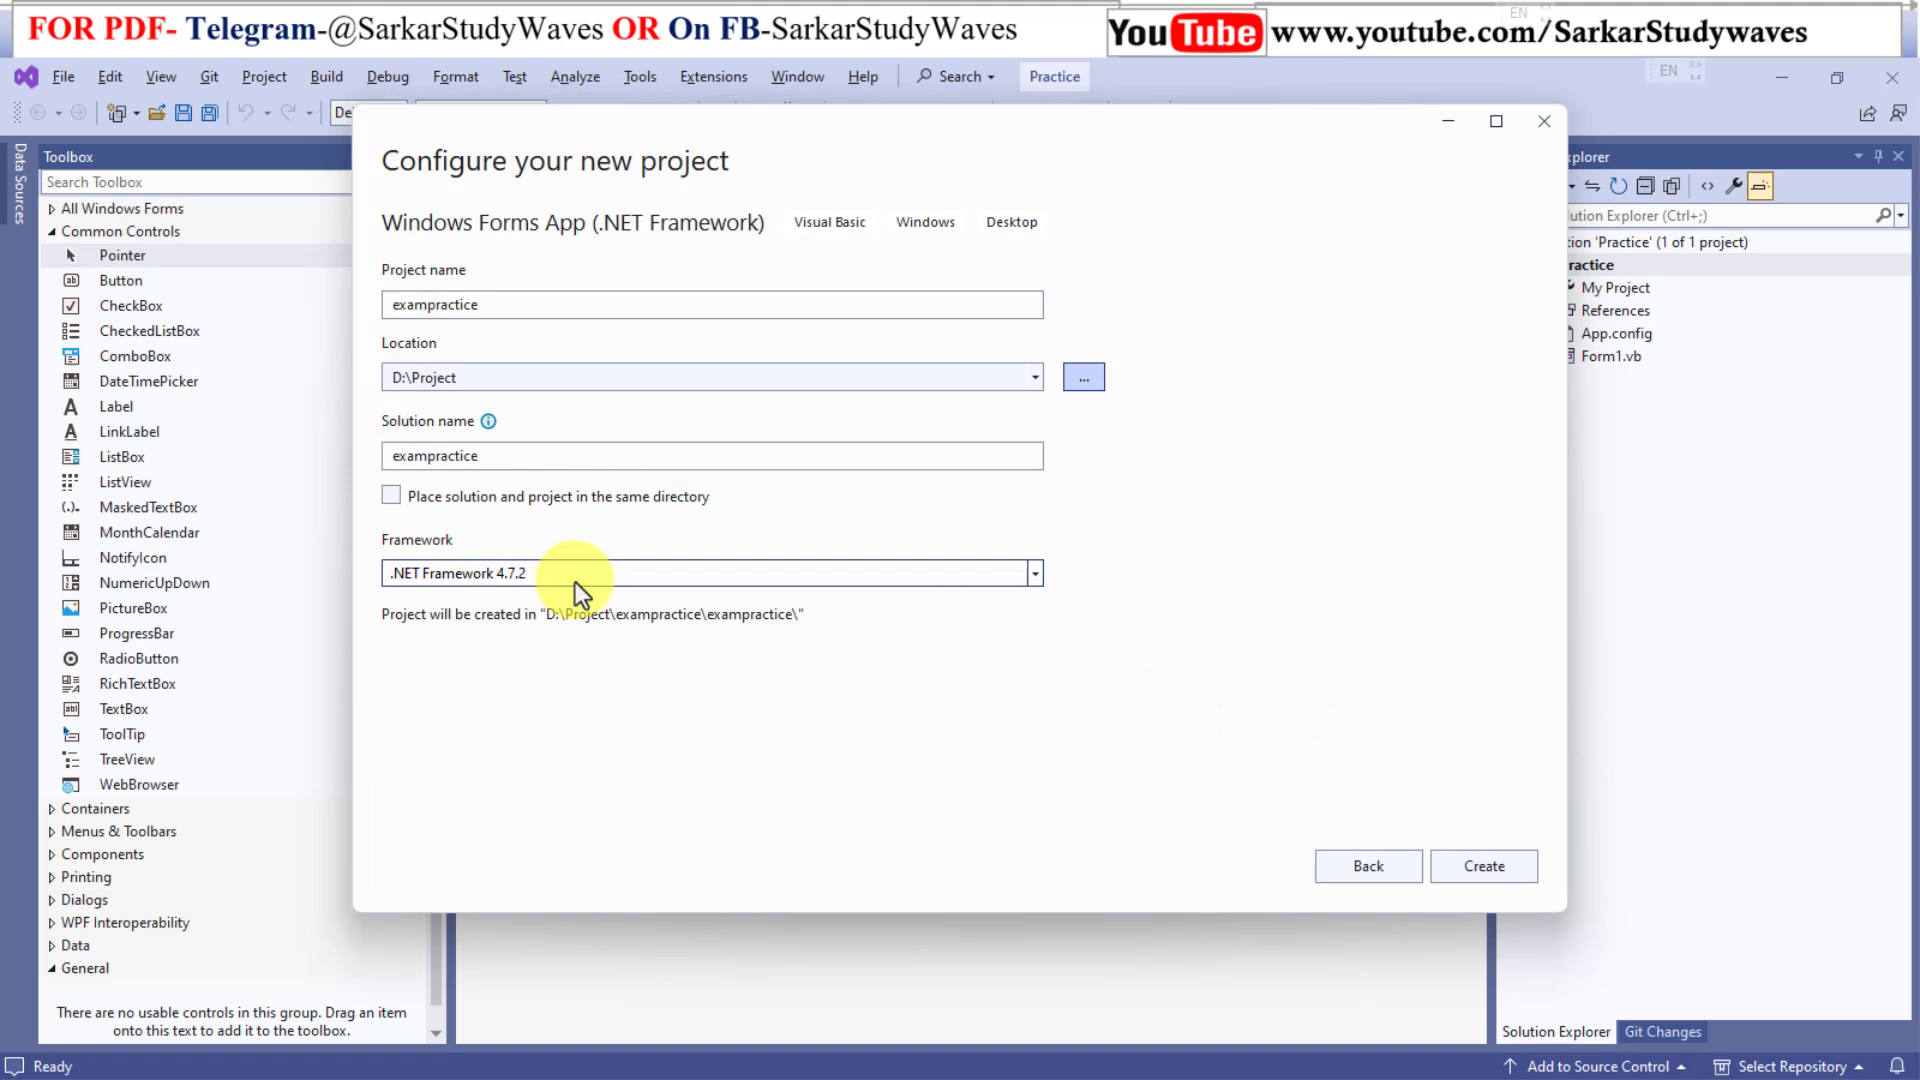 FOR PDF- Telegram-@SarkarStudyWaves OR On FB-SarkarStudyWaves
YouTube www.youtube.com/SarkarStudywaves
EN
File Edit View Git Project Build Debug Format Test Analyze Tools Extensions Window Help Search Practice
EN
De
Data Sources
Toolbox
Search Toolbox
All Windows Forms
Common Controls
Pointer
Button
CheckBox
CheckedListBox
ComboBox
DateTimePicker
Label
LinkLabel
ListBox
ListView
MaskedTextBox
MonthCalendar
NotifyIcon
NumericUpDown
PictureBox
ProgressBar
RadioButton
RichTextBox
TextBox
ToolTip
TreeView
WebBrowser
Containers
Menus & Toolbars
Components
Printing
Dialogs
WPF Interoperability
Data
General
There are no usable controls in this group. Drag an item
onto this text to add it to the toolbox.
Configure your new project
Windows Forms App (.NET Framework) Visual Basic Windows Desktop
Project name
exampractice
Location
D:\Project
...
Solution name
exampractice
Place solution and project in the same directory
Framework
.NET Framework 4.7.2
Project will be created in "D:\Project\exampractice\exampractice\"
Back Create
plorer
ution Explorer (Ctrl+;)
tion 'Practice' (1 of 1 project)
ractice
My Project
References
App.config
Form1.vb
Solution Explorer Git Changes
Ready
Add to Source Control Select Repository